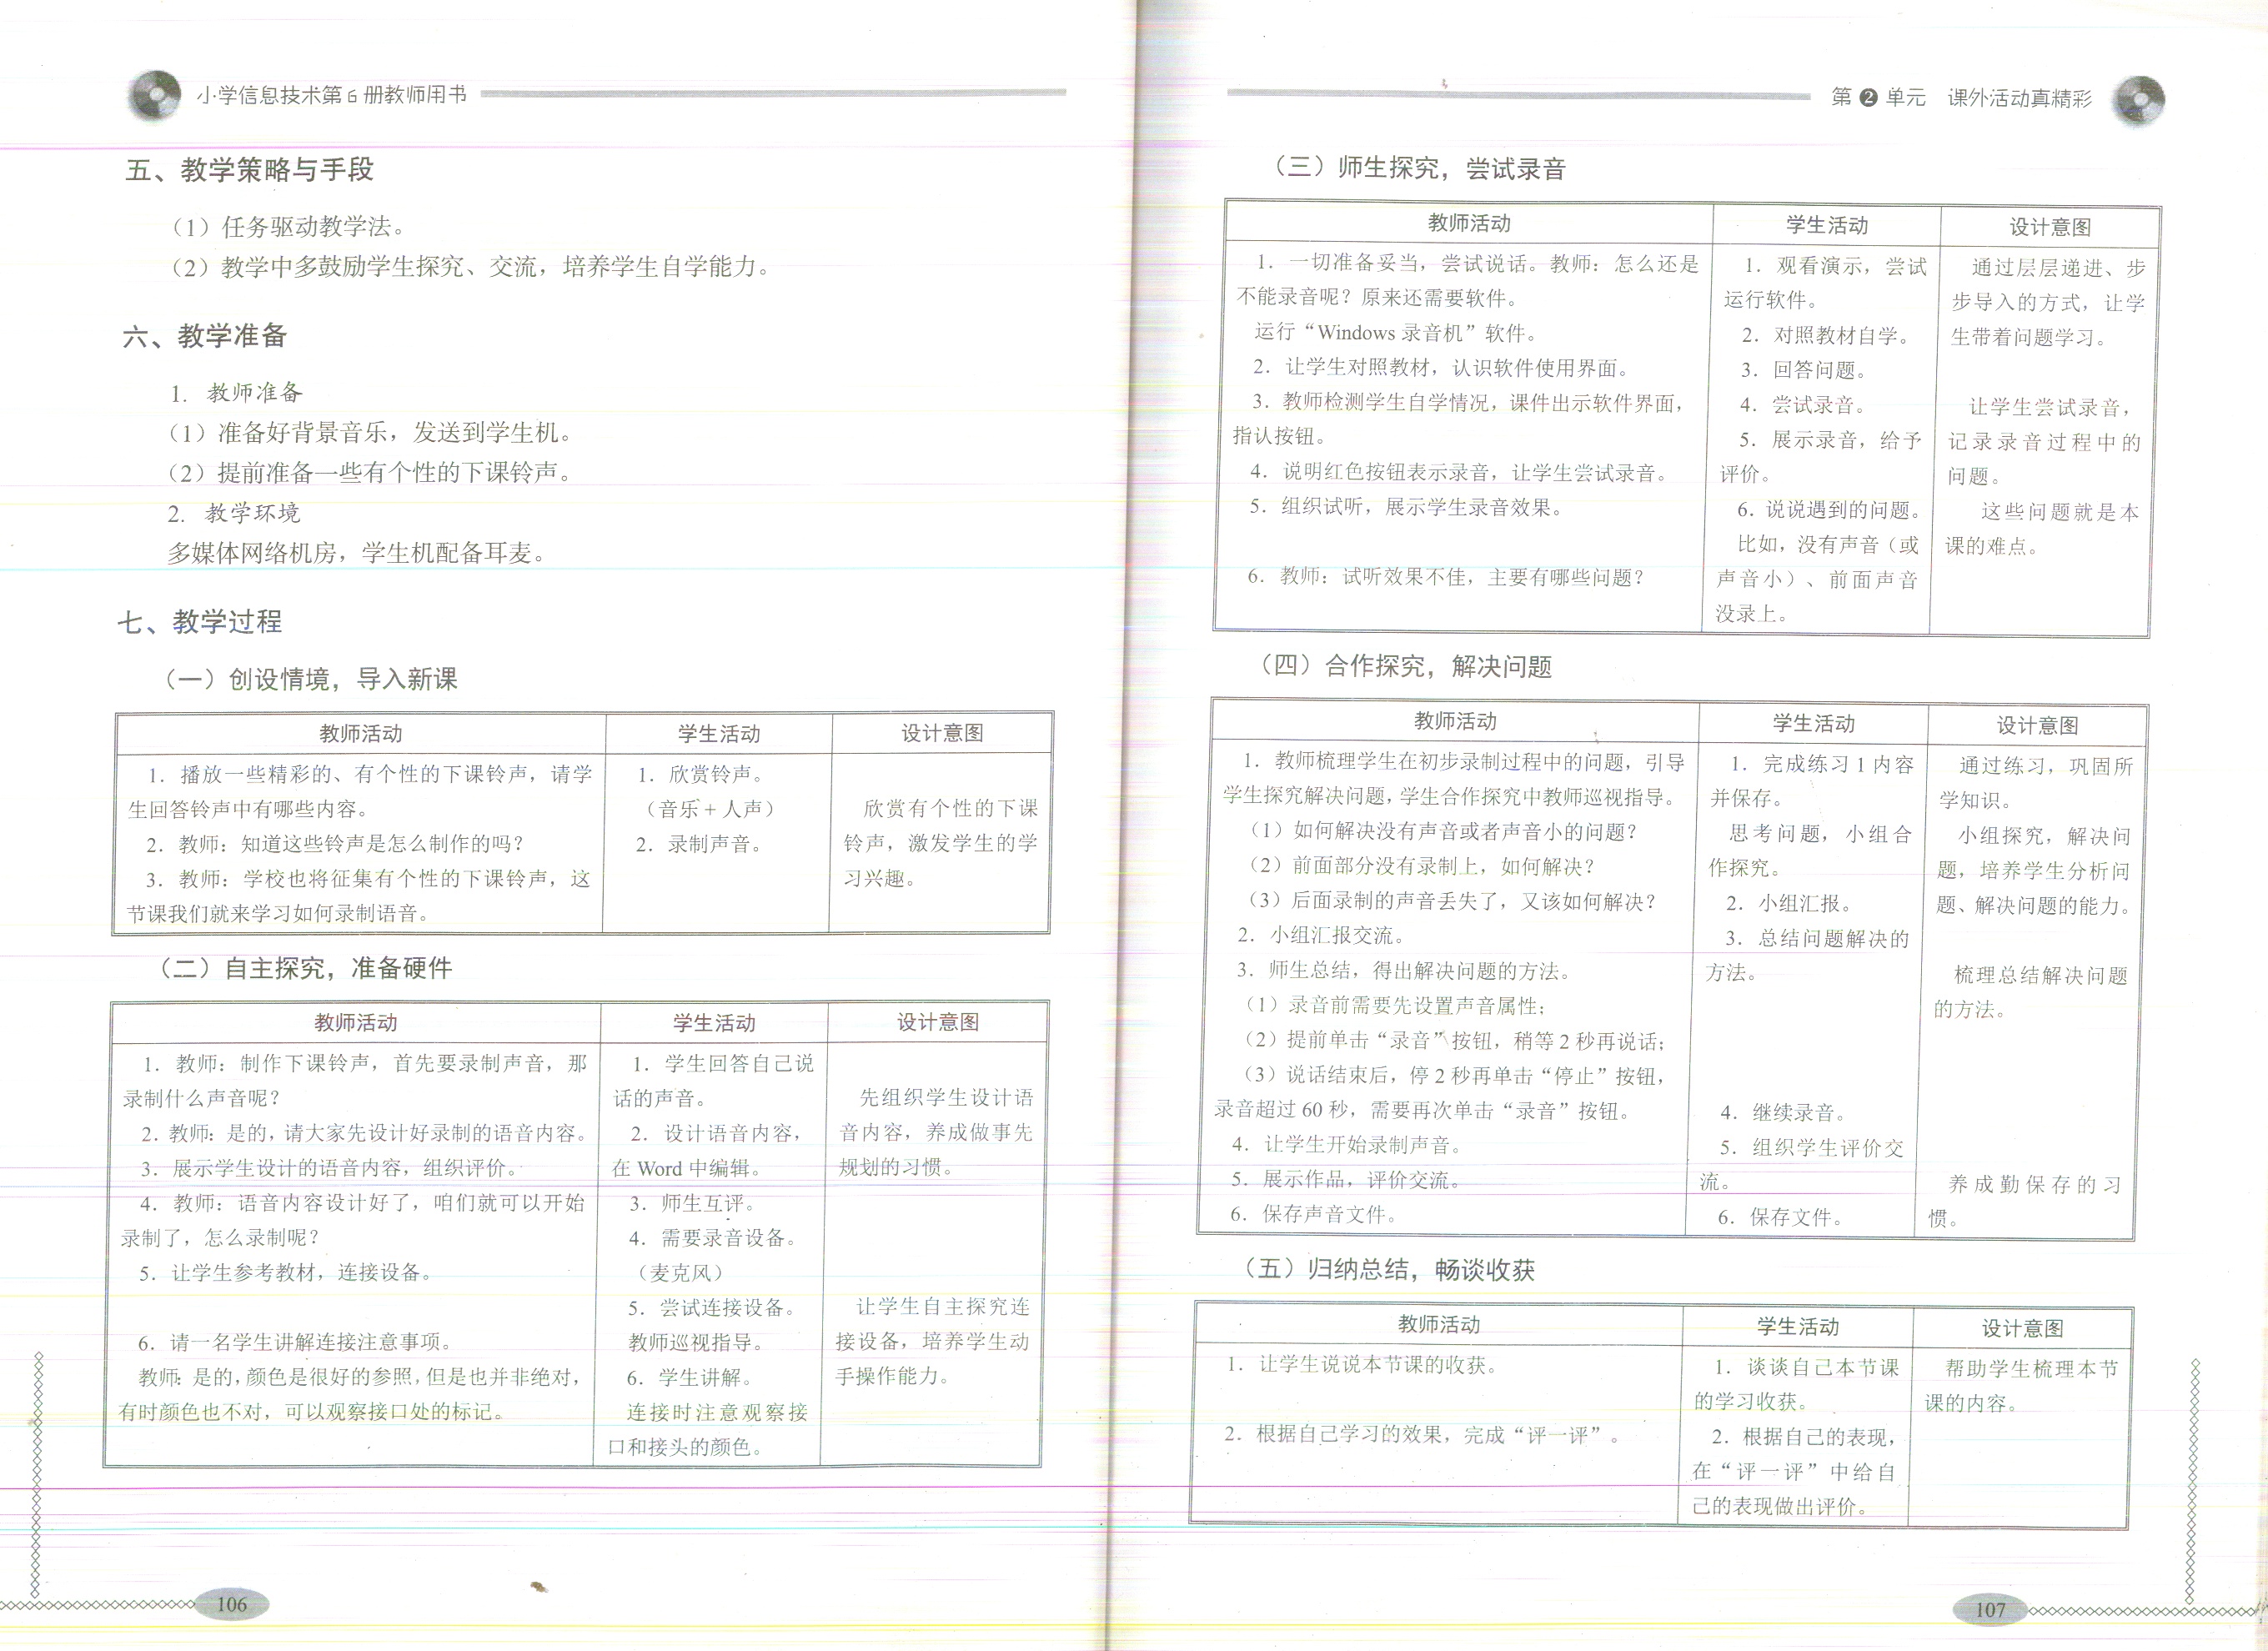 小学信息技术第6册教师用书
五、教学策略与手段
（1）任务驱动教学法。
（2）教学中多鼓励学生探究、交流，培养学生自学能力。
六、教学准备
1. 教师准备
（1）准备好背景音乐，发送到学生机。
（2）提前准备一些有个性的下课铃声。
2. 教学环境
多媒体网络机房，学生机配备耳麦。
七、教学过程
（一）创设情境，导入新课
教师活动
1．播放一些精彩的、有个性的下课铃声，请学
生回答铃声中有哪些内容。
2．教师：知道这些铃声是怎么制作的吗？
3．教师：学校也将征集有个性的下课铃声，这
节课我们就来学习如何录制语音。
学生活动
1．欣赏铃声。
（音乐＋人声）
2．录制声音。
设计意图
欣赏有个性的下课
铃声，激发学生的学
习兴趣。
（二）自主探究，准备硬件
教师活动
1．教师：制作下课铃声，首先要录制声音，那
录制什么声音呢？
2．教师：是的，请大家先设计好录制的语音内容。
3．展示学生设计的语音内容，组织评价。
4．教师：语音内容设计好了，咱们就可以开始
录制了，怎么录制呢？
5．让学生参考教材，连接设备。
6．请一名学生讲解连接注意事项。
教师：是的，颜色是很好的参照，但是也并非绝对，
有时颜色也不对，可以观察接口处的标记。
学生活动
1．学生回答自己说
话的声音。
2．设计语音内容，
在 Word 中编辑。
3．师生互评。
4．需要录音设备。
（麦克风）
5．尝试连接设备。
教师巡视指导。
6．学生讲解。
连接时注意观察接
口和接头的颜色。
设计意图
先组织学生设计语
音内容，养成做事先
规划的习惯。
让学生自主探究连
接设备，培养学生动
手操作能力。
106
第2单元 课外活动真精彩
（三）师生探究，尝试录音
教师活动
1．一切准备妥当，尝试说话。教师：怎么还是
不能录音呢？原来还需要软件。
运行“Windows 录音机”软件。
2．让学生对照教材，认识软件使用界面。
3．教师检测学生自学情况，课件出示软件界面，
指认按钮。
4．说明红色按钮表示录音，让学生尝试录音。
5．组织试听，展示学生录音效果。
6．教师：试听效果不佳，主要有哪些问题？
学生活动
1．观看演示，尝试
运行软件。
2．对照教材自学。
3．回答问题。
4．尝试录音。
5．展示录音，给予
评价。
6．说说遇到的问题。
比如，没有声音（或
声音小）、前面声音
没录上。
设计意图
通过层层递进、步
步导入的方式，让学
生带着问题学习。
让学生尝试录音，
记录录音过程中的
问题。
这些问题就是本
课的难点。
（四）合作探究，解决问题
教师活动
1．教师梳理学生在初步录制过程中的问题，引导
学生探究解决问题，学生合作探究中教师巡视指导。
（1）如何解决没有声音或者声音小的问题？
（2）前面部分没有录制上，如何解决？
（3）后面录制的声音丢失了，又该如何解决？
2．小组汇报交流。
3．师生总结，得出解决问题的方法。
（1）录音前需要先设置声音属性；
（2）提前单击“录音”按钮，稍等2秒再说话；
（3）说话结束后，停2秒再单击“停止”按钮，
录音超过60秒，需要再次单击“录音”按钮。
4．让学生开始录制声音。
5．展示作品，评价交流。
6．保存声音文件。
学生活动
1．完成练习1内容
并保存。
思考问题，小组合
作探究。
2．小组汇报。
3．总结问题解决的
方法。
4．继续录音。
5．组织学生评价交
流。
6．保存文件。
设计意图
通过练习，巩固所
学知识。
小组探究，解决问
题，培养学生分析问
题、解决问题的能力。
梳理总结解决问题
的方法。
养成勤保存的习
惯。
（五）归纳总结，畅谈收获
教师活动
1．让学生说说本节课的收获。
2．根据自己学习的效果，完成“评一评”。
学生活动
1．谈谈自己本节课
的学习收获。
2．根据自己的表现，
在“评一评”中给自
己的表现做出评价。
设计意图
帮助学生梳理本节
课的内容。
107